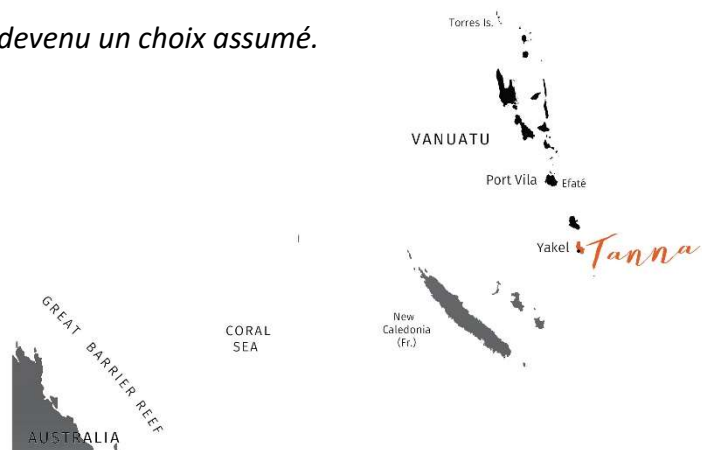 devenu un choix assumé.
Torres Is.
VANUATU
Port Vila
Efaté
Yakel
Tanna
New
Caledonia
(Fr.)
CORAL
SEA
GREAT BARRIER REEF
AUSTRALIA